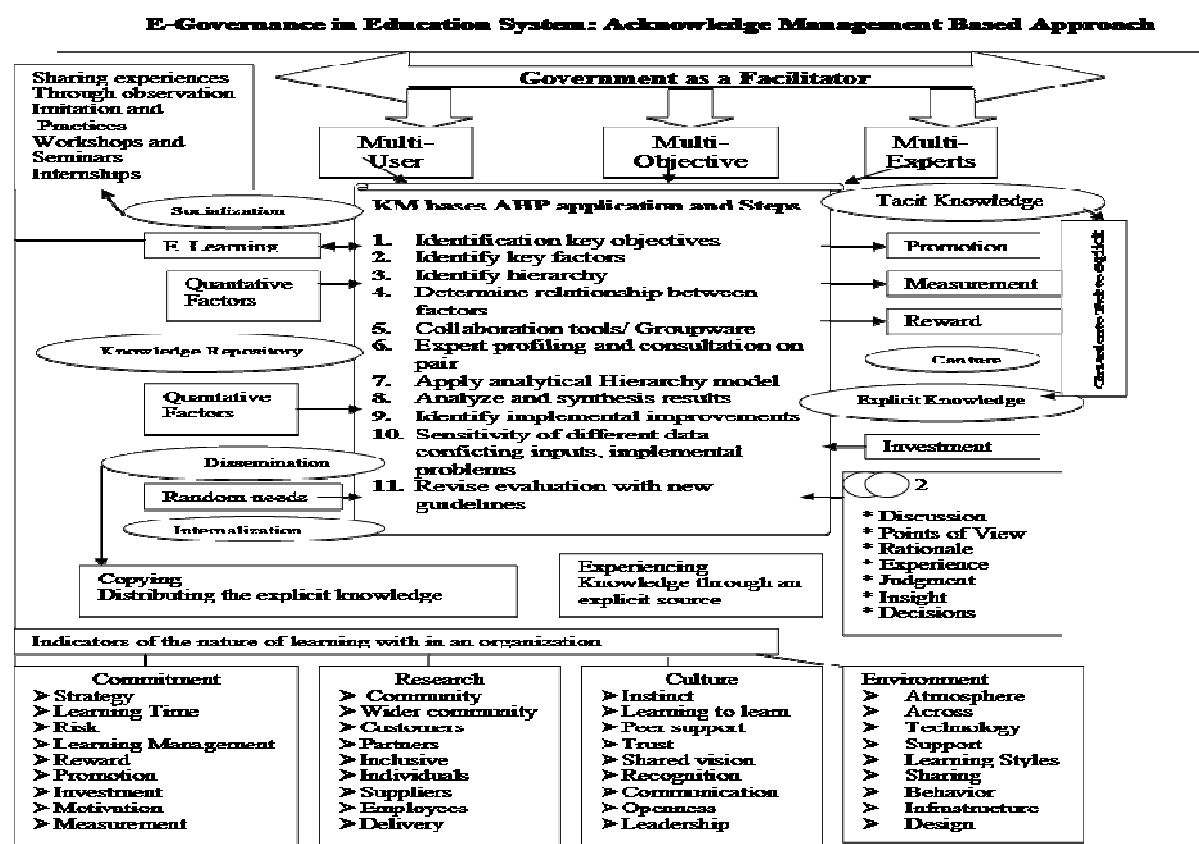 E-Governance in Education System: Acknowledge Management Based Approach
Government as a Facilitator
Sharing experiences
Through observation
Imitation and
Practices
Workshops and
Seminars
Internships
Multi-
User
Multi-
Objective
Multi-
Experts
Socialization
E. Learning
Quantative
Factors
Knowledge Repository
Quantative
Factors
Dissemination
Random needs
Internalization
KM bases AHP application and Steps
1. Identification key objectives
2. Identify key factors
3. Identify hierarchy
4. Determine relationship between
factors
5. Collaboration tools/ Groupware
6. Expert profiling and consultation on
pair
7. Apply analytical Hierarchy model
8. Analyze and synthesis results
9. Identify implemental improvements
10. Sensitivity of different data
conficting inputs, implemental
problems
11. Revise evaluation with new
guidelines
Tacit Knowledge
Promotion
Measurement
Reward
Capture
Explicit Knowledge
Investment
2
* Discussion
* Points of View
* Rationale
* Experience
* Judgment
* Insight
* Decisions
Copying
Distributing the explicit knowledge
Experiencing
Knowledge through an
explicit source
Indicators of the nature of learning with in an organization
Commitment
➢ Strategy
➢ Learning Time
➢ Risk
➢ Learning Management
➢ Reward
➢ Promotion
➢ Investment
➢ Motivation
➢ Measurement
Research
➢ Community
➢ Wider community
➢ Customers
➢ Partners
➢ Inclusive
➢ Individuals
➢ Suppliers
➢ Employees
➢ Delivery
Culture
➢ Instinct
➢ Learning to learn
➢ Peer support
➢ Trust
➢ Shared vision
➢ Recognition
➢ Communication
➢ Openness
➢ Leadership
Environment
➢ Atmosphere
➢ Across
➢ Technology
➢ Support
➢ Learning Styles
➢ Sharing
➢ Behavior
➢ Infrastructure
➢ Design